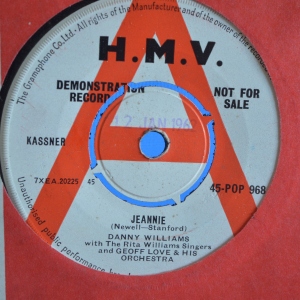 The Gramophone Co. Ltd. All rights of the Manufacturer and of the owner of the
H.M.V.
DEMONSTRATION
RECORD
NOT FOR
SALE
12 JAN 196
KASSNER
7XEA.20225 45
45-POP 968
JEANNIE
(Newell–Stanford)
DANNY WILLIAMS
with The Rita Williams Singers
and GEOFF LOVE & HIS
ORCHESTRA
Unauthorised public performance